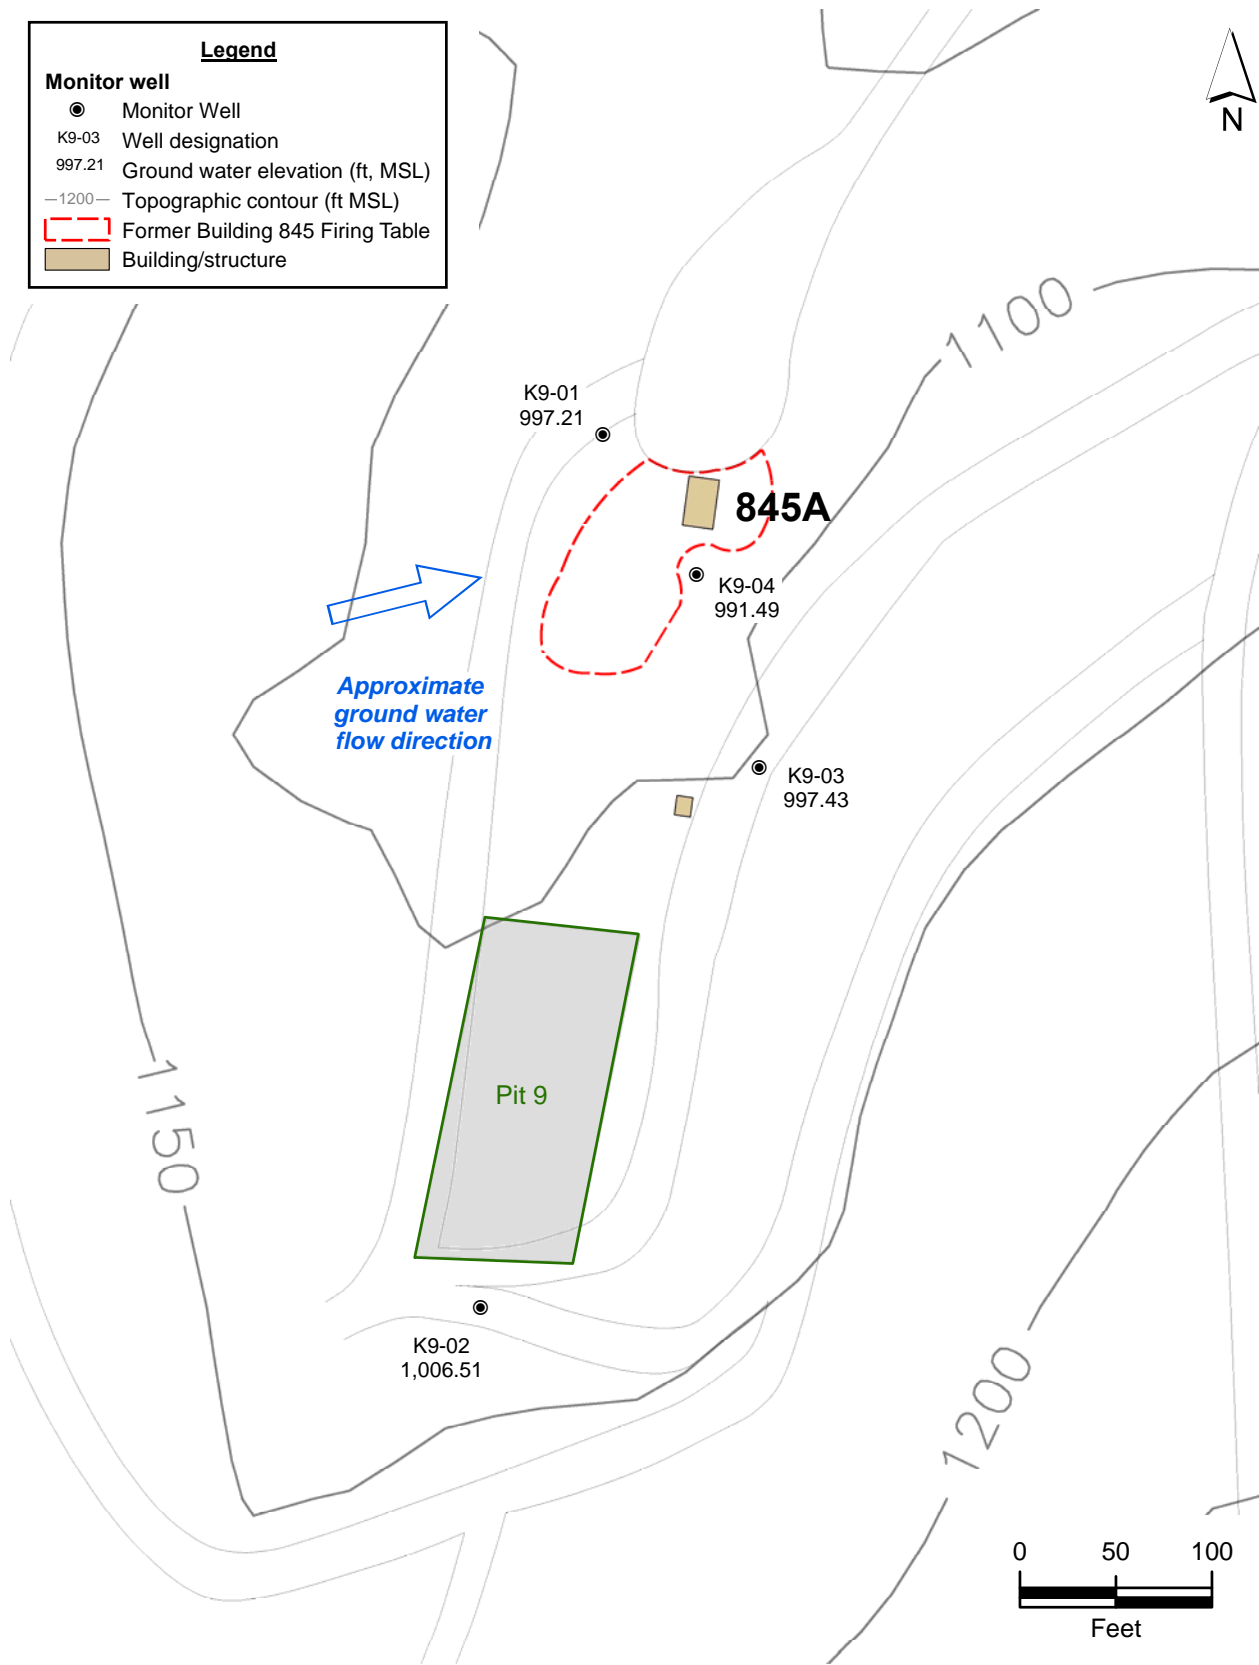 Legend
Monitor well
Monitor Well
K9-03 Well designation
997.21 Ground water elevation (ft, MSL)
1200 Topographic contour (ft MSL)
Former Building 845 Firing Table
Building/structure
N
1100
K9-01
997.21
845A
K9-04
991.49
Approximate
ground water
flow direction
K9-03
997.43
Pit 9
1150
K9-02
1,006.51
1200
0 50 100
Feet